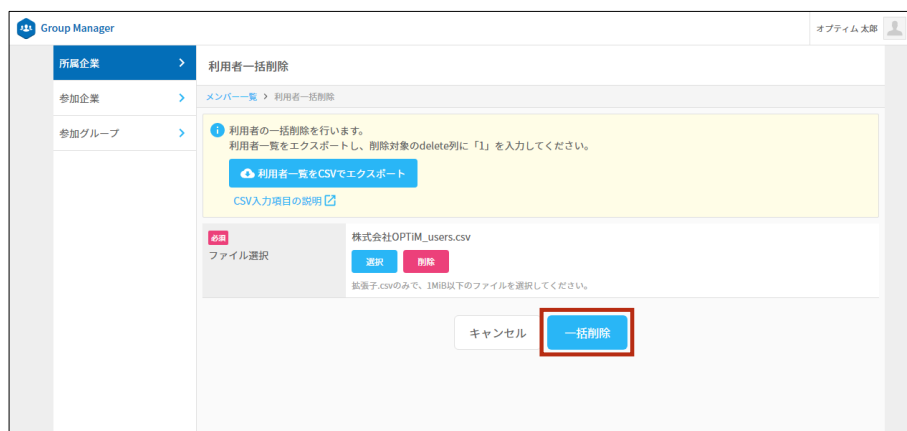 Group Manager
オプティム 太郎
所属企業
参加企業
参加グループ
利用者一括削除
メンバー一覧 > 利用者一括削除
利用者の一括削除を行います。
利用者一覧をエクスポートし、削除対象のdelete列に「1」を入力してください。
利用者一覧をCSVでエクスポート
CSV入力項目の説明
必須
ファイル選択
株式会社OPTiM_users.csv
選択 削除
拡張子.csvのみで、1MiB以下のファイルを選択してください。
キャンセル 一括削除